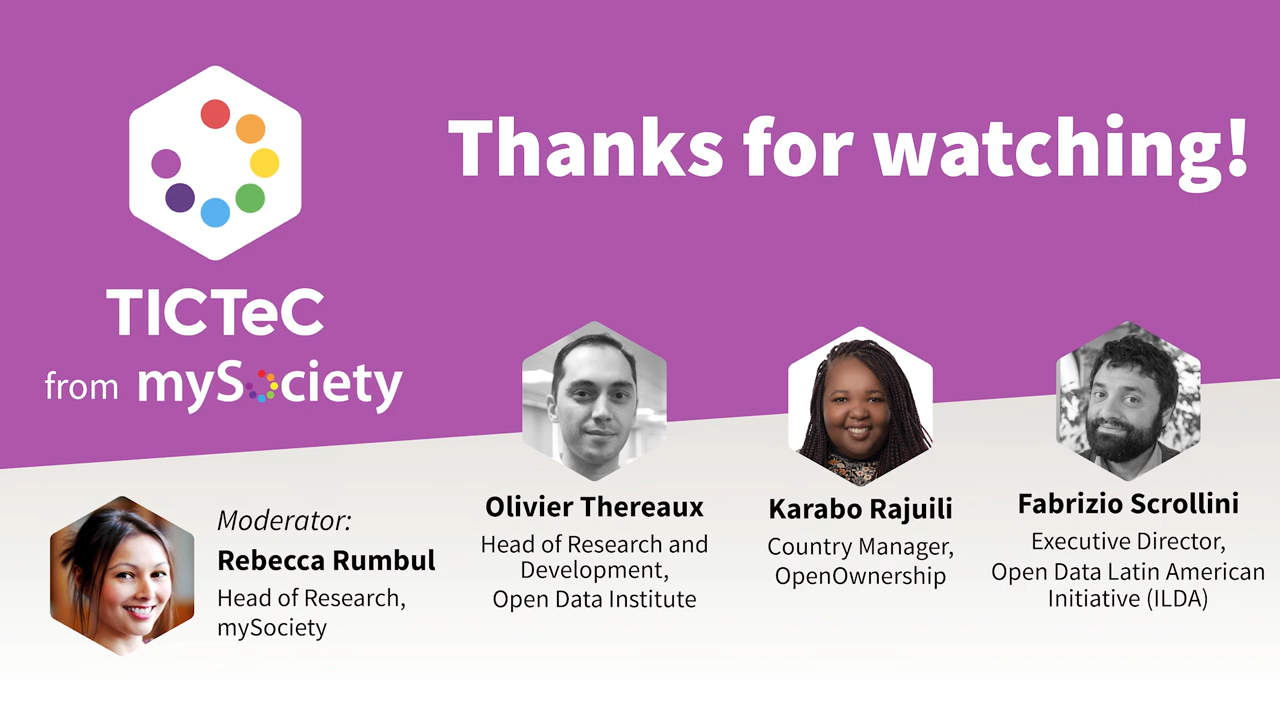 Thanks for watching!
TICTeC
from mySociety
Moderator:
Rebecca Rumbul
Head of Research,
mySociety
Olivier Thereaux
Head of Research and
Development,
Open Data Institute
Karabo Rajuili
Country Manager,
OpenOwnership
Fabrizio Scrollini
Executive Director,
Open Data Latin American
Initiative (ILDA)